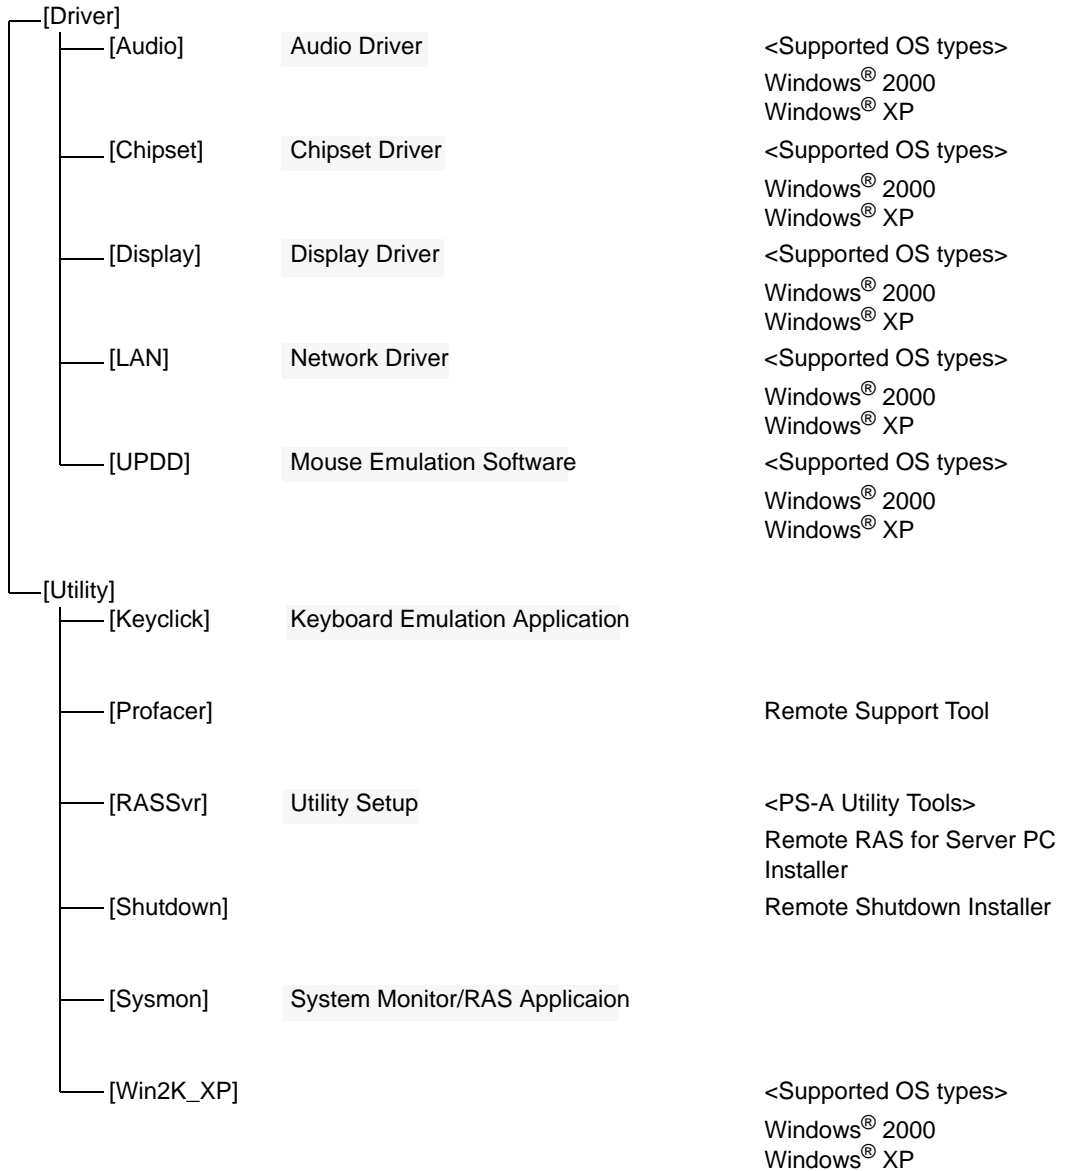 [Driver]
[Audio] Audio Driver <Supported OS types>
Windows® 2000
Windows® XP
[Chipset] Chipset Driver <Supported OS types>
Windows® 2000
Windows® XP
[Display] Display Driver <Supported OS types>
Windows® 2000
Windows® XP
[LAN] Network Driver <Supported OS types>
Windows® 2000
Windows® XP
[UPDD] Mouse Emulation Software <Supported OS types>
Windows® 2000
Windows® XP
[Utility]
[Keyclick] Keyboard Emulation Application
[Profacer] Remote Support Tool
[RASSvr] Utility Setup <PS-A Utility Tools>
Remote RAS for Server PC
Installer
[Shutdown] Remote Shutdown Installer
[Sysmon] System Monitor/RAS Applicaion
[Win2K_XP] <Supported OS types>
Windows® 2000
Windows® XP